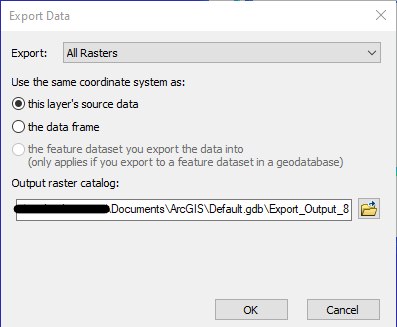 Export Data
Export: All Rasters
Use the same coordinate system as:
this layer's source data
the data frame
the feature dataset you export the data into
(only applies if you export to a feature dataset in a geodatabase)
Output raster catalog:
\Documents\ArcGIS\Default.gdb\Export_Output_8
OK Cancel